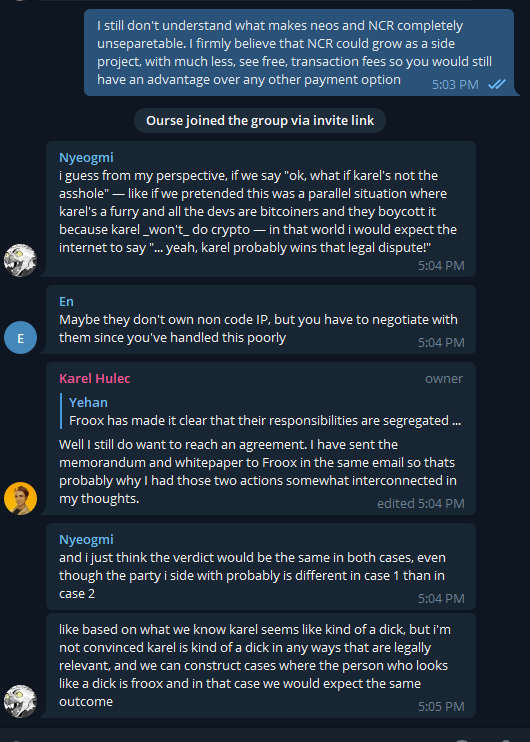 I still don't understand what makes neos and NCR completely
unseparetable. I firmly believe that NCR could grow as a side
project, with much less, see free, transaction fees so you would still
have an advantage over any other payment option
5:03 PM
Ourse joined the group via invite link
Nyeogmi
i guess from my perspective, if we say "ok, what if karel's not the
asshole" — like if we pretended this was a parallel situation where
karel's a furry and all the devs are bitcoiners and they boycott it
because karel _won't_ do crypto — in that world i would expect the
internet to say "... yeah, karel probably wins that legal dispute!"
5:04 PM
En
Maybe they don't own non code IP, but you have to negotiate with
them since you've handled this poorly
5:04 PM
E
Karel Hulec owner
Yehan
Froox has made it clear that their responsibilities are segregated ...
Well I still do want to reach an agreement. I have sent the
memorandum and whitepaper to Froox in the same email so thats
probably why I had those two actions somewhat interconnected in
my thoughts.
edited 5:04 PM
Nyeogmi
and i just think the verdict would be the same in both cases, even
though the party i side with probably is different in case 1 than in
case 2
5:04 PM
like based on what we know karel seems like kind of a dick, but i'm
not convinced karel is kind of a dick in any ways that are legally
relevant, and we can construct cases where the person who looks
like a dick is froox and in that case we would expect the same
outcome
5:05 PM